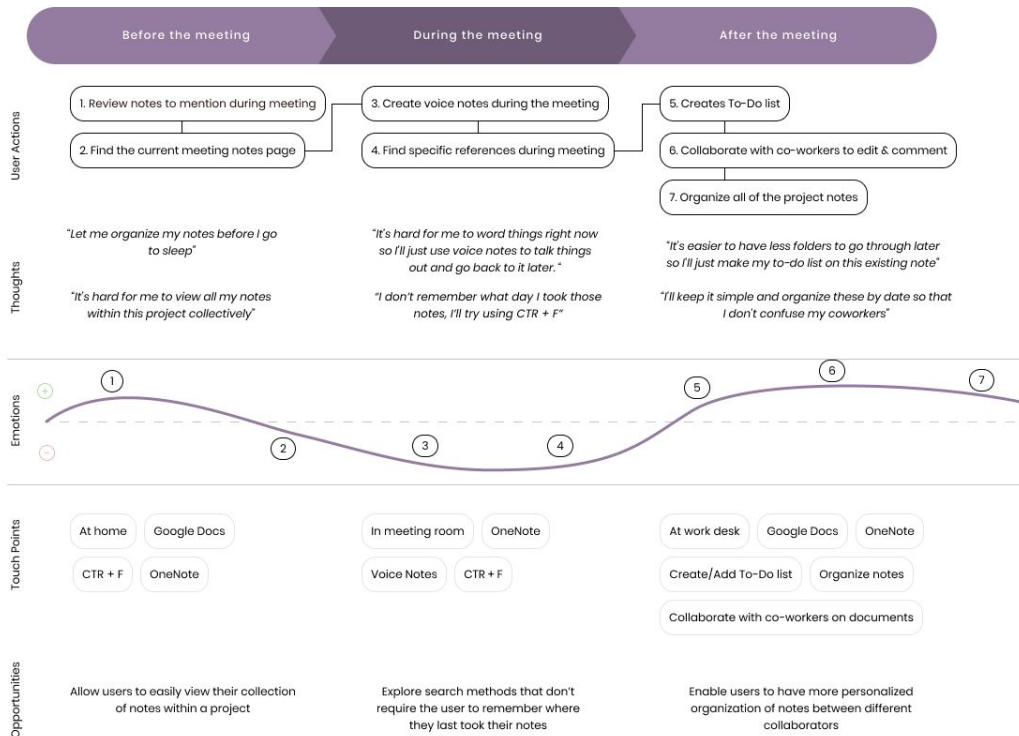 Before the meeting
During the meeting
After the meeting
User Actions
1. Review notes to mention during meeting
2. Find the current meeting notes page
3. Create voice notes during the meeting
4. Find specific references during meeting
5. Creates To-Do list
6. Collaborate with co-workers to edit & comment
7. Organize all of the project notes
Thoughts
"Let me organize my notes before I go
to sleep"
"It's hard for me to view all my notes
within this project collectively"
"It's hard for me to word things right now
so I'll just use voice notes to talk things
out and go back to it later. "
"I don't remember what day I took those
notes, I'll try using CTR + F"
"It's easier to have less folders to go through later
so I'll just make my to-do list on this existing note"
"I'll keep it simple and organize these by date so that
I don't confuse my coworkers"
Emotions
+
−
1
2
3
4
5
6
7
Touch Points
At home
Google Docs
CTR + F
OneNote
In meeting room
OneNote
Voice Notes
CTR + F
At work desk
Google Docs
OneNote
Create/Add To-Do list
Organize notes
Collaborate with co-workers on documents
Opportunities
Allow users to easily view their collection
of notes within a project
Explore search methods that don't
require the user to remember where
they last took their notes
Enable users to have more personalized
organization of notes between different
collaborators